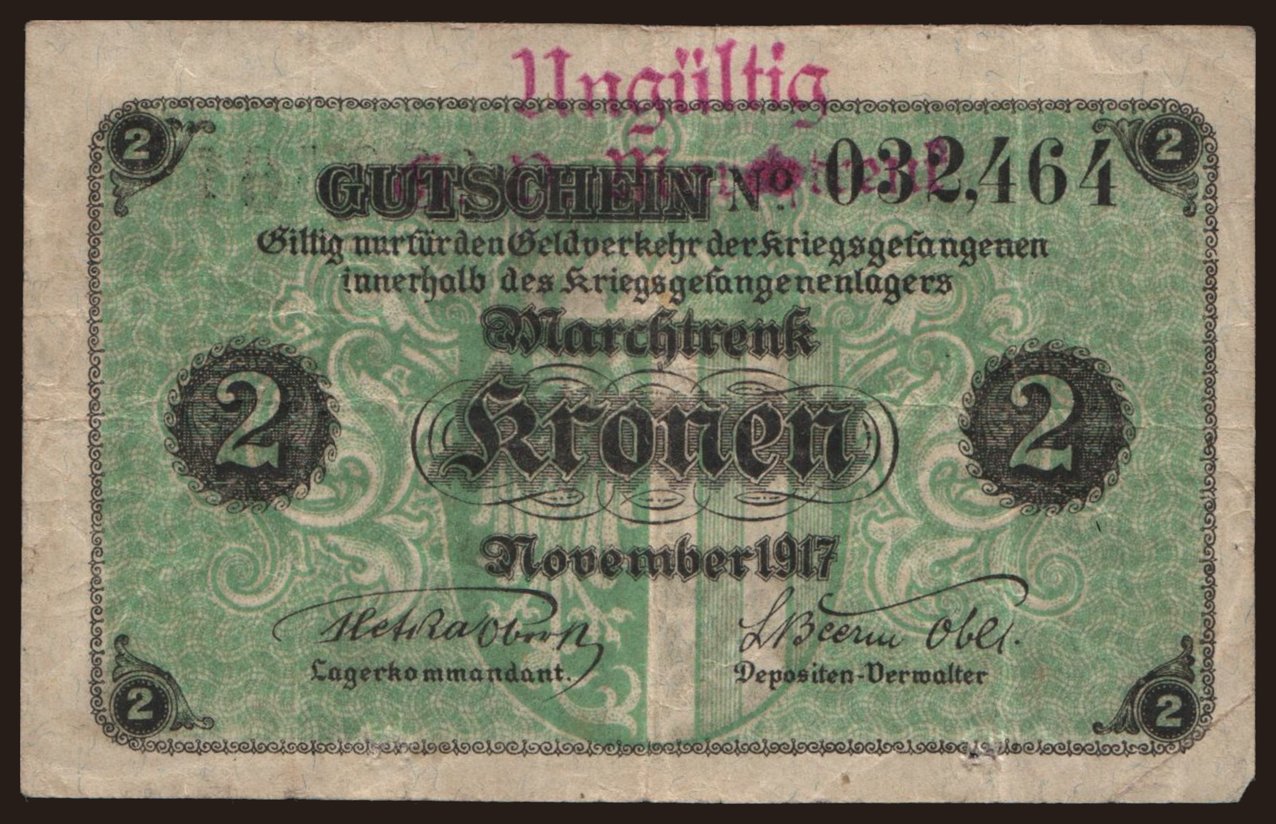 Ungültig
2 2
GUTSCHEIN No 032,464
Giltig nur für den Geldverkehr der Kriegsgefangenen
innerhalb des Kriegsgefangenenlagers
Marchtrenk
2 Kronen 2
November 1917
Lagerkommandant.
Depositen-Verwalter
2 2